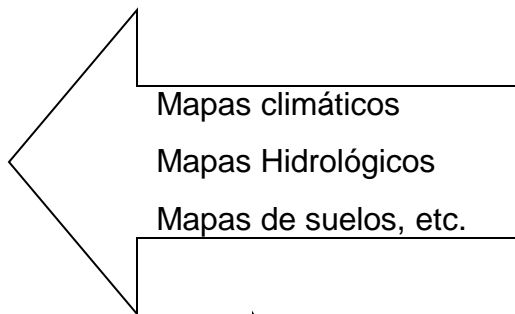 Mapas climáticos
Mapas Hidrológicos
Mapas de suelos, etc.